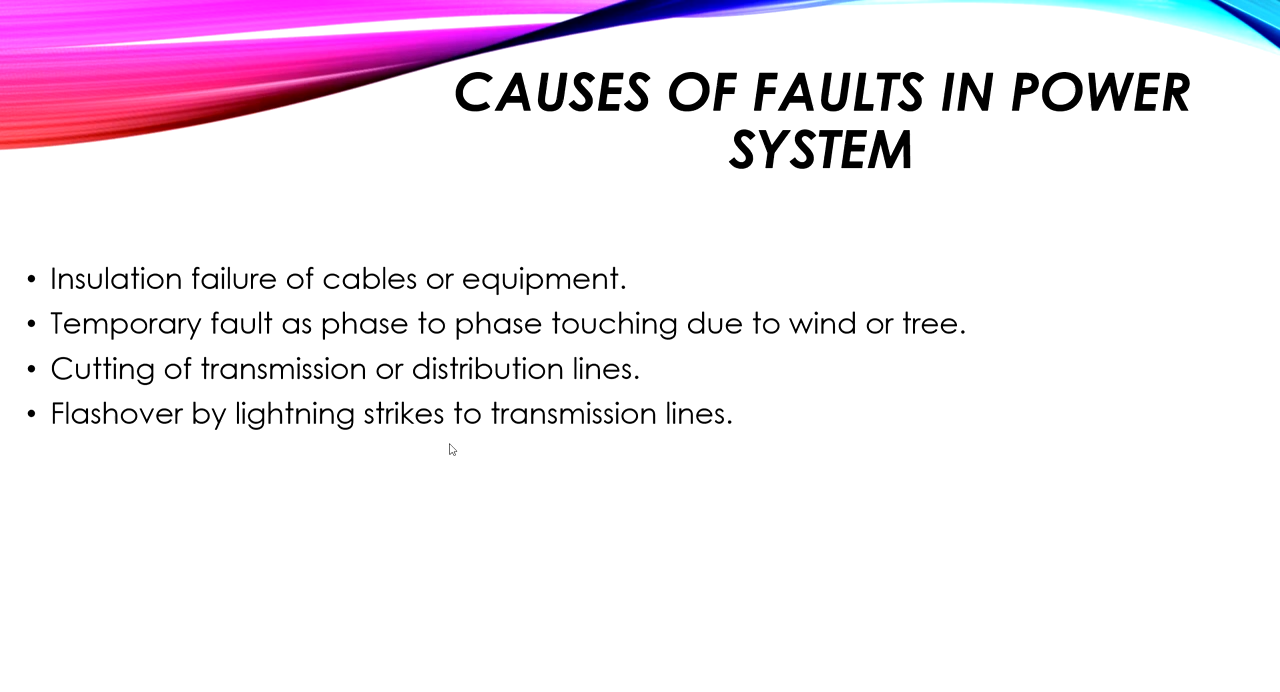 CAUSES OF FAULTS IN POWER
SYSTEM
• Insulation failure of cables or equipment.
• Temporary fault as phase to phase touching due to wind or tree.
• Cutting of transmission or distribution lines.
• Flashover by lightning strikes to transmission lines.